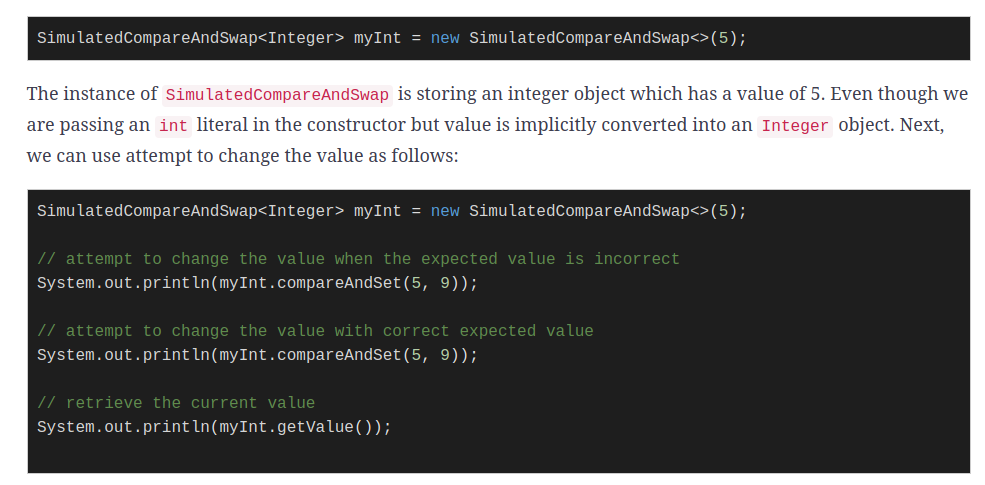 SimulatedCompareAndSwap<Integer> myInt = new SimulatedCompareAndSwap<>(5);
The instance of SimulatedCompareAndSwap is storing an integer object which has a value of 5. Even though we
are passing an int literal in the constructor but value is implicitly converted into an Integer object. Next,
we can use attempt to change the value as follows:
SimulatedCompareAndSwap<Integer> myInt = new SimulatedCompareAndSwap<>(5);
// attempt to change the value when the expected value is incorrect
System.out.println(myInt.compareAndSet(5, 9));
// attempt to change the value with correct expected value
System.out.println(myInt.compareAndSet(5, 9));
// retrieve the current value
System.out.println(myInt.getValue());